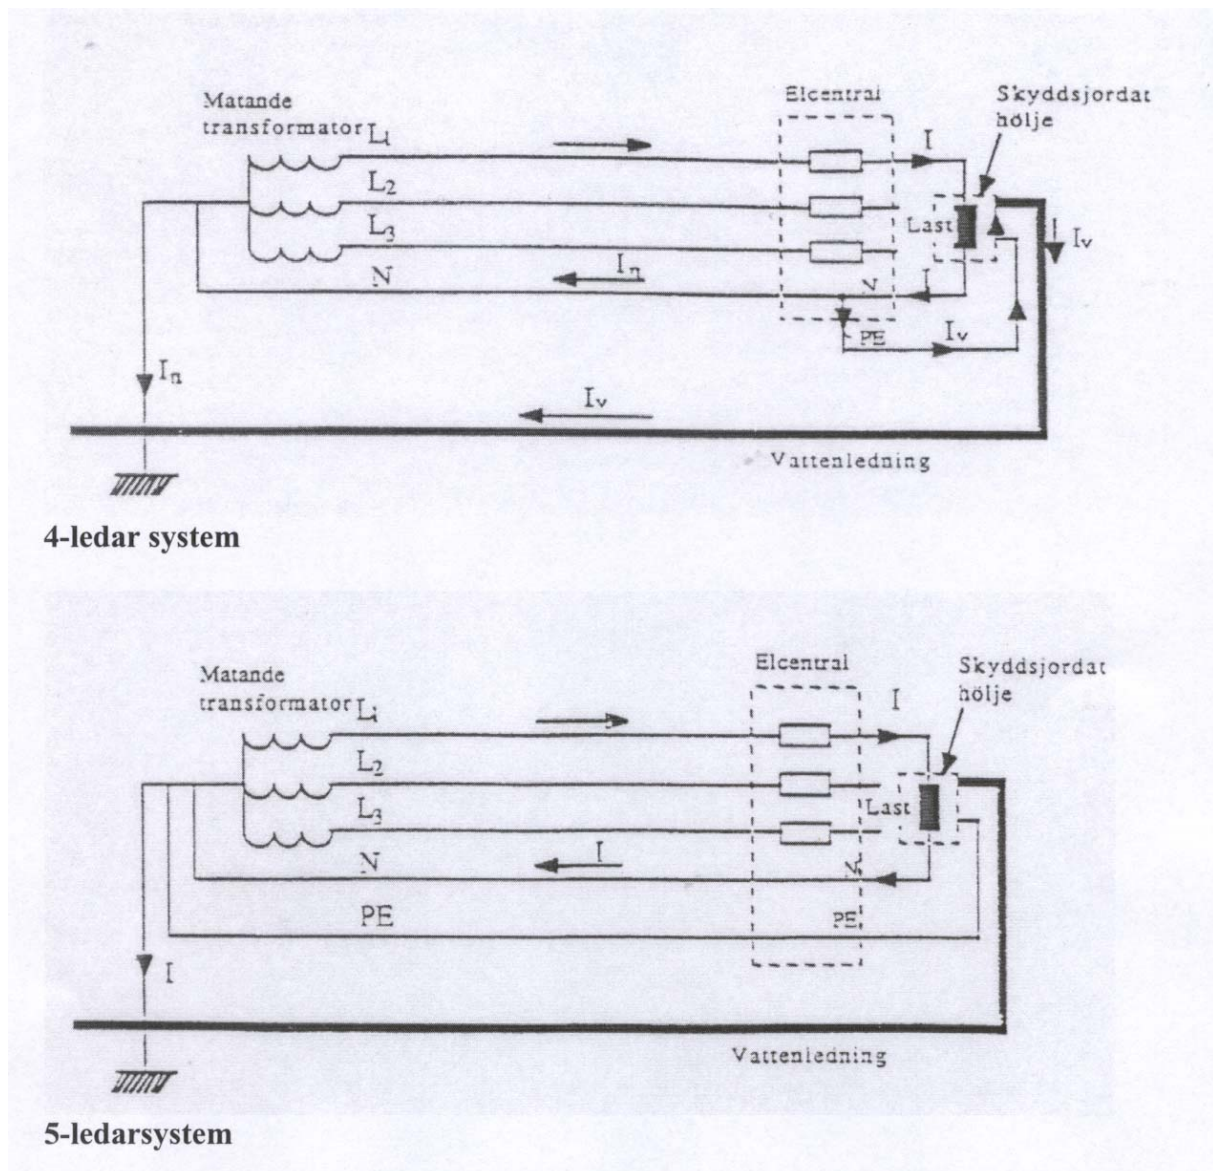 Matande
transformator
L1
L2
L3
N
In
Elcentral
I
Skyddsjordat
hölje
Last
Iv
I
N
PE
Iv
In
Iv
Vattenledning
4-ledar system
Matande
transformator
L1
L2
L3
N
I
PE
Elcentral
I
Skyddsjordat
hölje
Last
N
PE
I
Vattenledning
5-ledarsystem